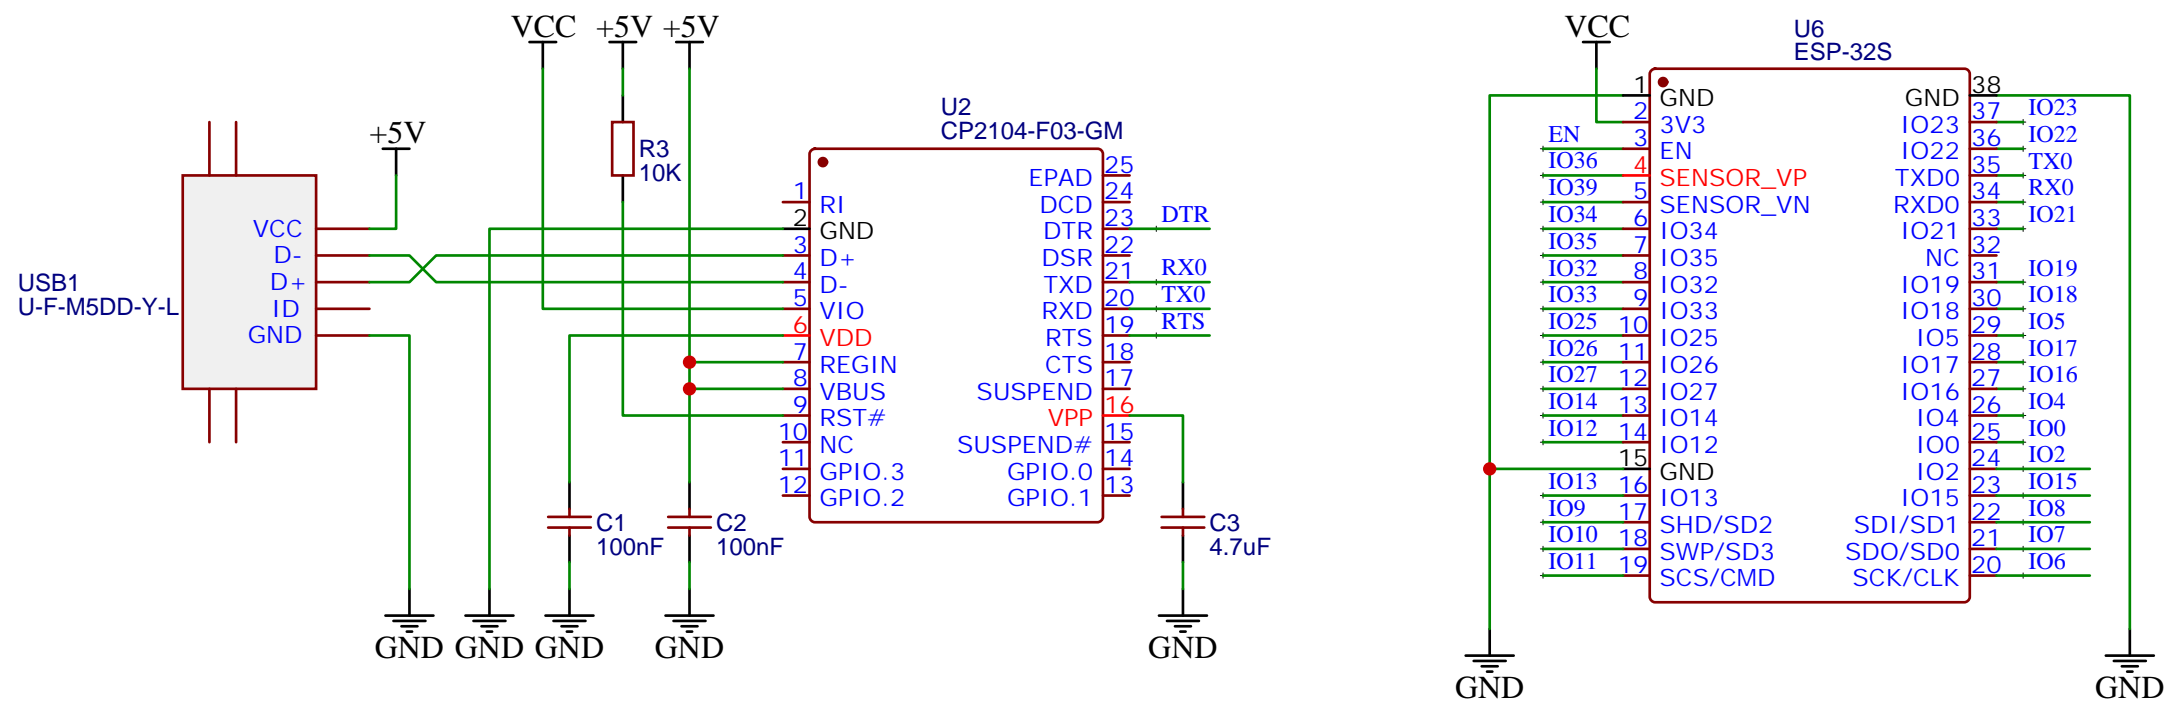 VCC
+5V
+5V
+5V
USB1
U-F-M5DD-Y-L
VCC
D-
D+
ID
GND
R3
10K
U2
CP2104-F03-GM
1 RI
2 GND
3 D+
4 D-
5 VIO
6 VDD
7 REGIN
8 VBUS
9 RST#
10 NC
11 GPIO.3
12 GPIO.2
EPAD 25
DCD 24
DTR 23 DTR
DSR 22
TXD 21 RX0
RXD 20 TX0
RTS 19 RTS
CTS 18
SUSPEND 17
VPP 16
SUSPEND# 15
GPIO.0 14
GPIO.1 13
C1
100nF
C2
100nF
C3
4.7uF
GND
GND
GND
GND
GND
VCC
U6
ESP-32S
1 GND
2 3V3
EN 3 EN
IO36 4 SENSOR_VP
IO39 5 SENSOR_VN
IO34 6 IO34
IO35 7 IO35
IO32 8 IO32
IO33 9 IO33
IO25 10 IO25
IO26 11 IO26
IO27 12 IO27
IO14 13 IO14
IO12 14 IO12
15 GND
IO13 16 IO13
IO9 17 SHD/SD2
IO10 18 SWP/SD3
IO11 19 SCS/CMD
GND 38
IO23 37 IO23
IO22 36 IO22
TXD0 35 TX0
RXD0 34 RX0
IO21 33 IO21
NC 32
IO19 31 IO19
IO18 30 IO18
IO5 29 IO5
IO17 28 IO17
IO16 27 IO16
IO4 26 IO4
IO0 25 IO0
IO2 24 IO2
IO15 23 IO15
SDI/SD1 22 IO8
SDO/SD0 21 IO7
SCK/CLK 20 IO6
GND
GND